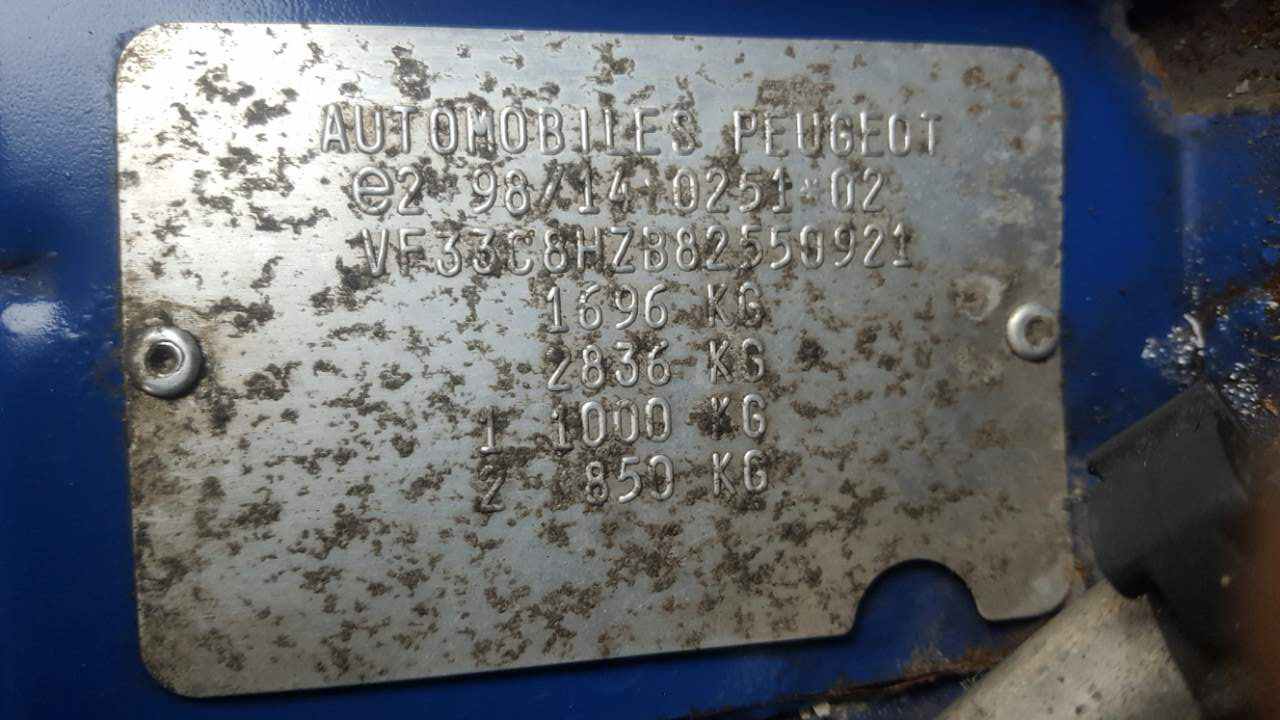 AUTOMOBILES PEUGEOT
e2 98/14 0251 02
VF33C8HZB82550921
1696 KG
2836 KG
1 1000 KG
2 850 KG